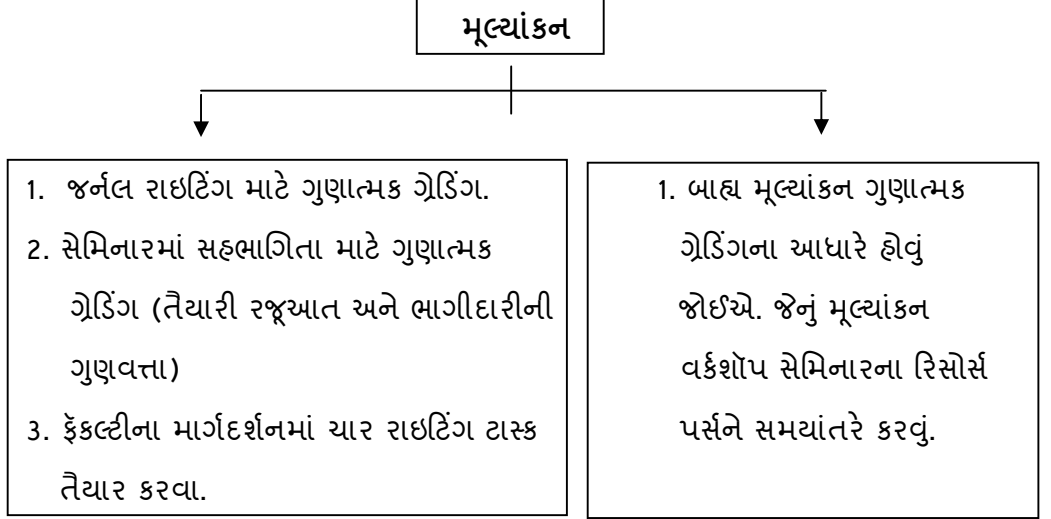 મૂલ્યાંકન
1. જર્નલ રાઇટિંગ માટે ગુણાત્મક ગ્રેડિંગ.
2. સેમિનારમાં સહભાગિતા માટે ગુણાત્મક
ગ્રેડિંગ (તૈયારી રજૂઆત અને ભાગીદારીની
ગુણવત્તા)
3. ફૅકલ્ટીના માર્ગદર્શનમાં ચાર રાઇટિંગ ટાસ્ક
તૈયાર કરવા.
1. બાહ્ય મૂલ્યાંકન ગુણાત્મક
ગ્રેડિંગના આધારે હોવું
જોઈએ. જેનું મૂલ્યાંકન
વર્કશૉપ સેમિનારના રિસોર્સ
પર્સને સમયાંતરે કરવું.